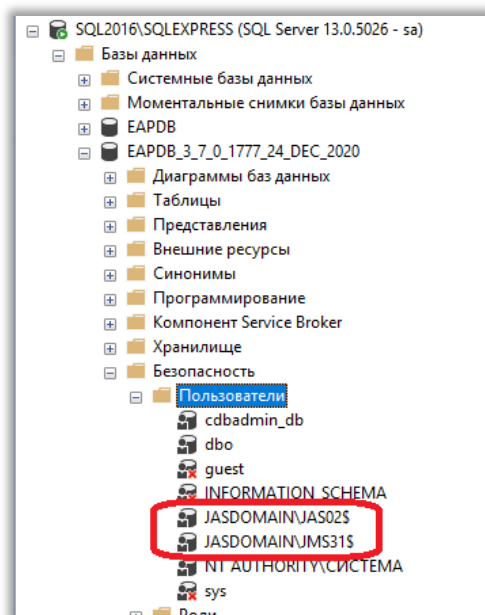 SQL2016\SQLEXPRESS (SQL Server 13.0.5026 - sa)
Базы данных
Системные базы данных
Моментальные снимки базы данных
EAPDB
EAPDB_3_7_0_1777_24_DEC_2020
Диаграммы баз данных
Таблицы
Представления
Внешние ресурсы
Синонимы
Программирование
Компонент Service Broker
Хранилище
Безопасность
Пользователи
cdbadmin_db
dbo
guest
INFORMATION_SCHEMA
JASDOMAIN\JAS02$
JASDOMAIN\JMS31$
NT AUTHORITY\СИСТЕМА
sys
Роли